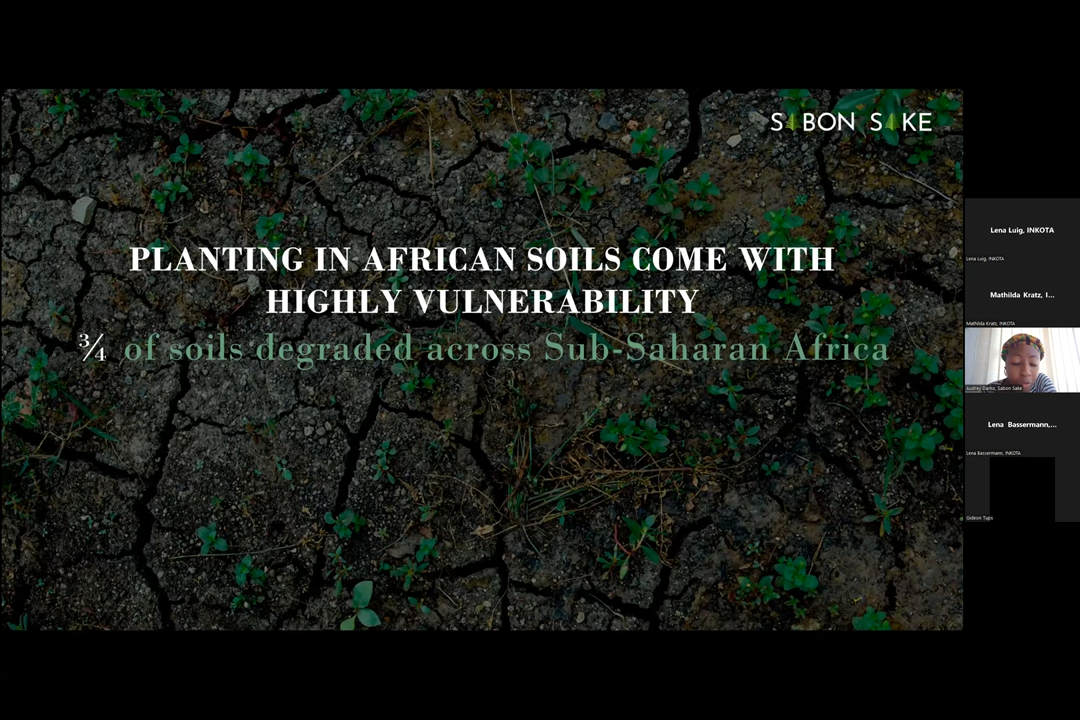 SABON SAKE
PLANTING IN AFRICAN SOILS COME WITH
HIGHLY VULNERABILITY
¾ of soils degraded across Sub-Saharan Africa
Lena Luig, INKOTA
Lena Luig, INKOTA
Mathilda Kratz, I...
Mathilda Kratz, INKOTA
Audrey Darko, Sabon Sake
Lena Bassermann,...
Lena Bassermann, INKOTA
Gideon Tups